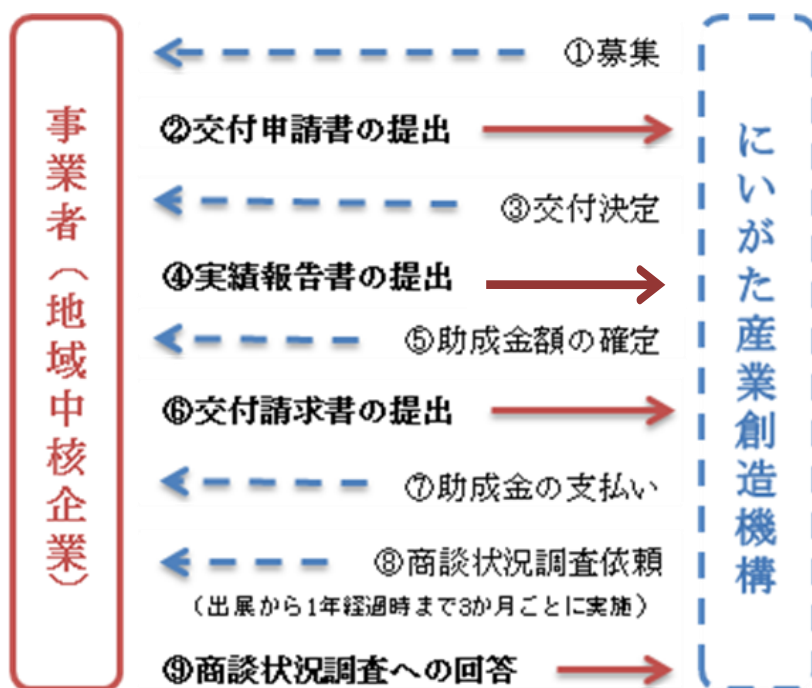 事業者（地域中核企業）
①募集
②交付申請書の提出
③交付決定
④実績報告書の提出
⑤助成金額の確定
⑥交付請求書の提出
⑦助成金の支払い
⑧商談状況調査依頼
（出展から1年経過時まで3か月ごとに実施）
⑨商談状況調査への回答
にいがた産業創造機構